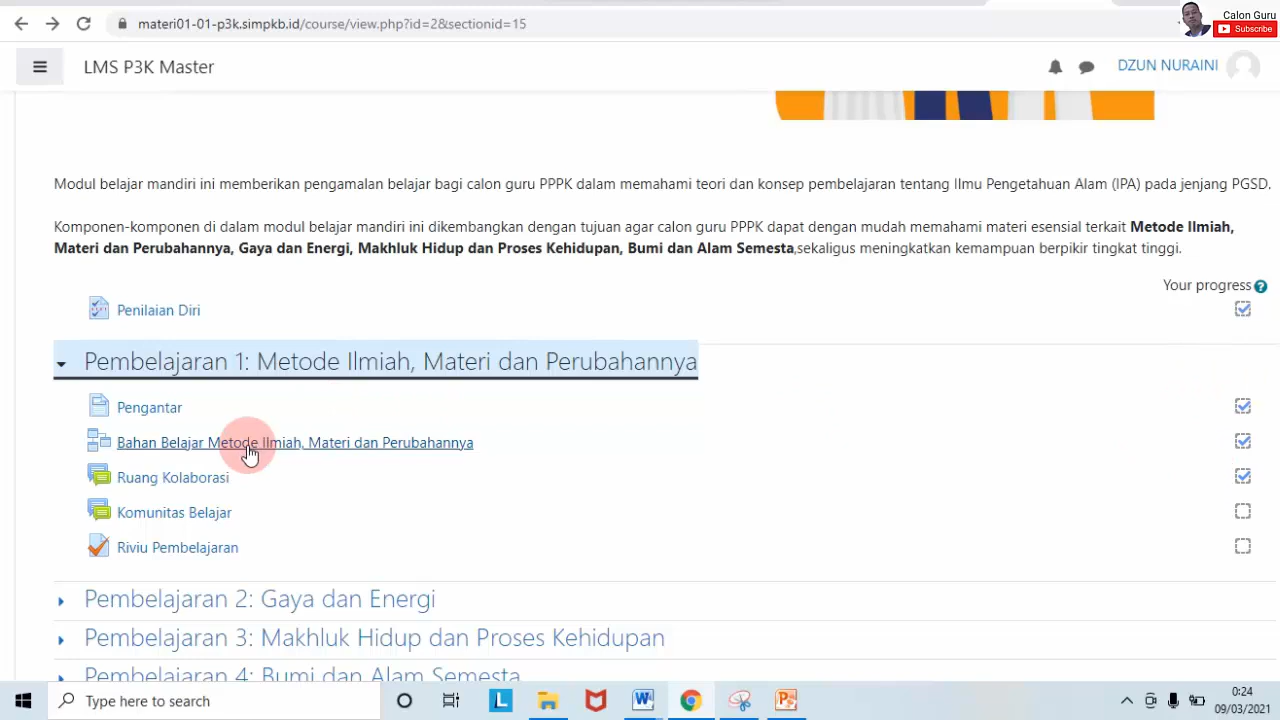 materi01-01-p3k.simpkb.id/course/view.php?id=2&sectionid=15
Calon Guru
Subscribe
LMS P3K Master
DZUN NURAINI
Modul belajar mandiri ini memberikan pengamalan belajar bagi calon guru PPPK dalam memahami teori dan konsep pembelajaran tentang Ilmu Pengetahuan Alam (IPA) pada jenjang PGSD.
Komponen-komponen di dalam modul belajar mandiri ini dikembangkan dengan tujuan agar calon guru PPPK dapat dengan mudah memahami materi esensial terkait Metode Ilmiah,
Materi dan Perubahannya, Gaya dan Energi, Makhluk Hidup dan Proses Kehidupan, Bumi dan Alam Semesta,sekaligus meningkatkan kemampuan berpikir tingkat tinggi.
Your progress
Penilaian Diri
Pembelajaran 1: Metode Ilmiah, Materi dan Perubahannya
Pengantar
Bahan Belajar Metode Ilmiah, Materi dan Perubahannya
Ruang Kolaborasi
Komunitas Belajar
Riviu Pembelajaran
Pembelajaran 2: Gaya dan Energi
Pembelajaran 3: Makhluk Hidup dan Proses Kehidupan
Pembelajaran 4: Bumi dan Alam Semesta
Type here to search
0:24
09/03/2021